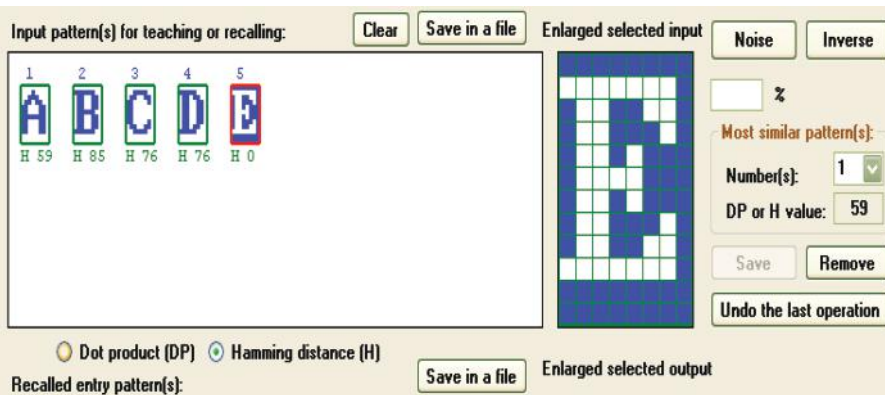 Input pattern(s) for teaching or recalling:
Clear
Save in a file
Enlarged selected input
Noise
Inverse
1 2 3 4 5
A B C D E
H 59 H 85 H 76 H 76 H 0
%
Most similar pattern(s):
Number(s): 1
DP or H value: 59
Save
Remove
Undo the last operation
Dot product (DP) Hamming distance (H)
Recalled entry pattern(s):
Save in a file
Enlarged selected output